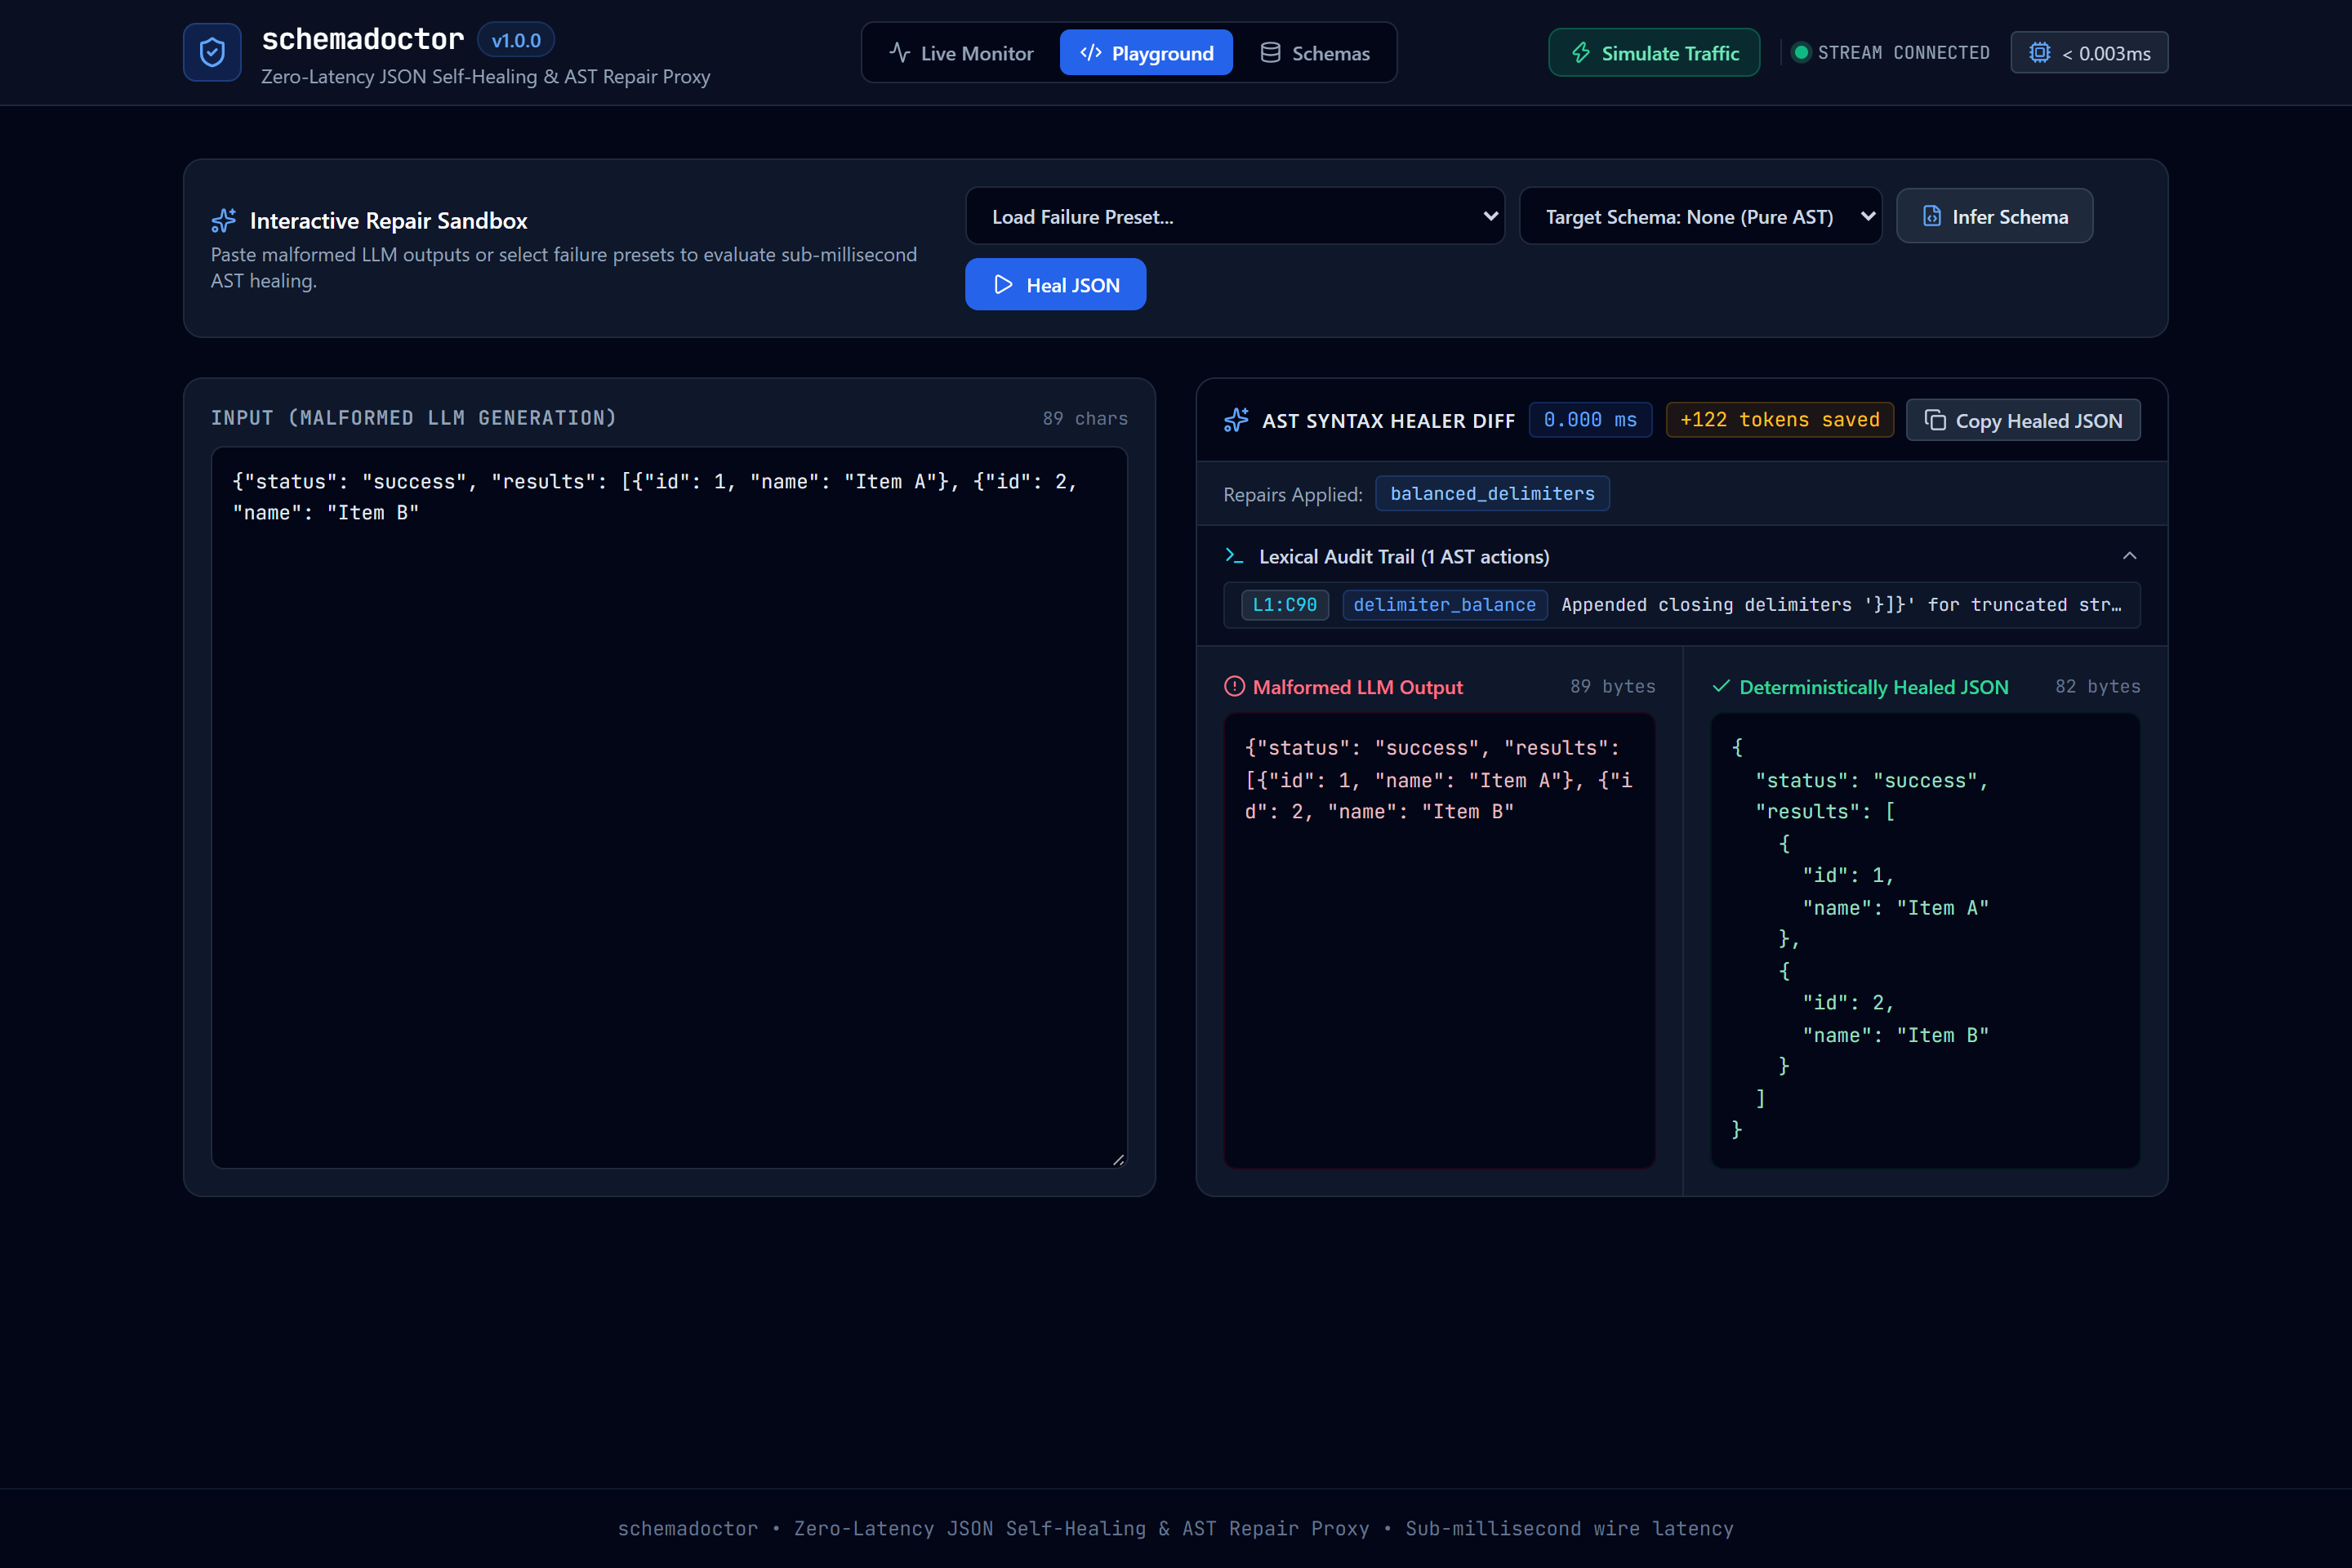 schemadoctor v1.0.0
Zero-Latency JSON Self-Healing & AST Repair Proxy
Live Monitor
Playground
Schemas
Simulate Traffic
STREAM CONNECTED
< 0.003ms
Interactive Repair Sandbox
Paste malformed LLM outputs or select failure presets to evaluate sub-millisecond
AST healing.
Load Failure Preset...
Target Schema: None (Pure AST)
Infer Schema
Heal JSON
INPUT (MALFORMED LLM GENERATION)
89 chars
{"status": "success", "results": [{"id": 1, "name": "Item A"}, {"id": 2,
"name": "Item B"
AST SYNTAX HEALER DIFF
0.000 ms
+122 tokens saved
Copy Healed JSON
Repairs Applied: balanced_delimiters
Lexical Audit Trail (1 AST actions)
L1:C90 delimiter_balance Appended closing delimiters '}]}' for truncated str…
Malformed LLM Output
89 bytes
{"status": "success", "results":
[{"id": 1, "name": "Item A"}, {"i
d": 2, "name": "Item B"
Deterministically Healed JSON
82 bytes
{
  "status": "success",
  "results": [
    {
      "id": 1,
      "name": "Item A"
    },
    {
      "id": 2,
      "name": "Item B"
    }
  ]
}
schemadoctor • Zero-Latency JSON Self-Healing & AST Repair Proxy • Sub-millisecond wire latency